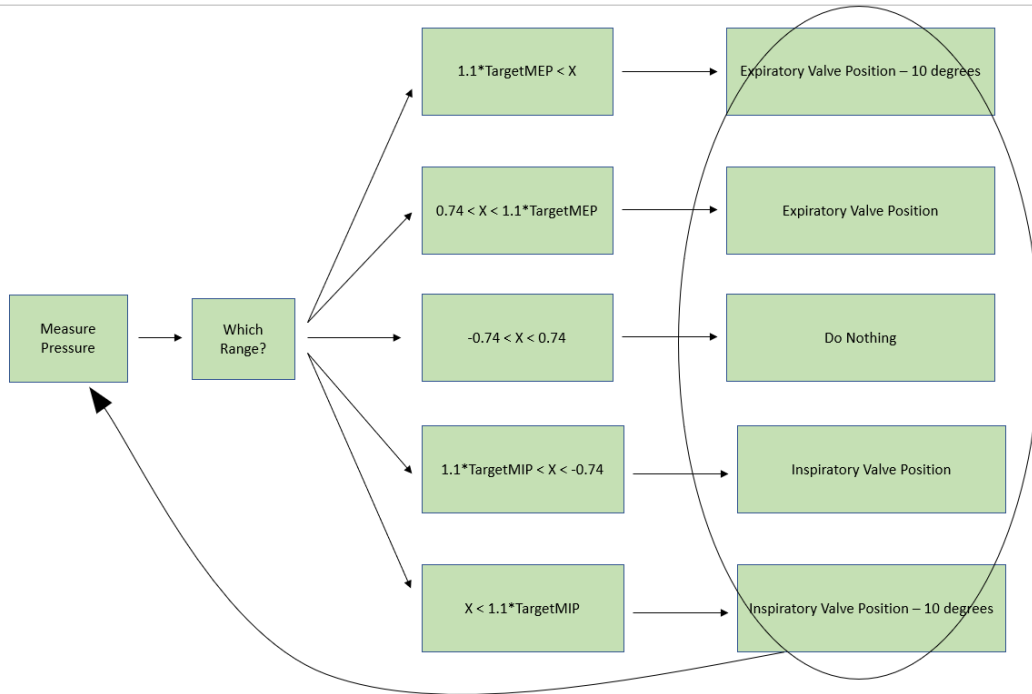 1.1*TargetMEP < X
Expiratory Valve Position – 10 degrees
0.74 < X < 1.1*TargetMEP
Expiratory Valve Position
Measure
Pressure
Which
Range?
-0.74 < X < 0.74
Do Nothing
1.1*TargetMIP < X < -0.74
Inspiratory Valve Position
X < 1.1*TargetMIP
Inspiratory Valve Position – 10 degrees